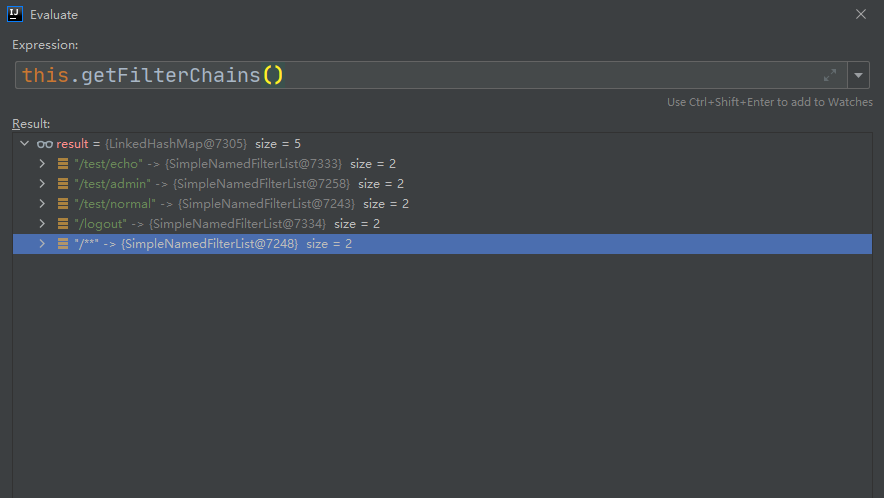 IJ Evaluate
Expression:
this.getFilterChains()
Use Ctrl+Shift+Enter to add to Watches
Result:
result = {LinkedHashMap@7305} size = 5
"/test/echo" -> {SimpleNamedFilterList@7333} size = 2
"/test/admin" -> {SimpleNamedFilterList@7258} size = 2
"/test/normal" -> {SimpleNamedFilterList@7243} size = 2
"/logout" -> {SimpleNamedFilterList@7334} size = 2
"/**" -> {SimpleNamedFilterList@7248} size = 2